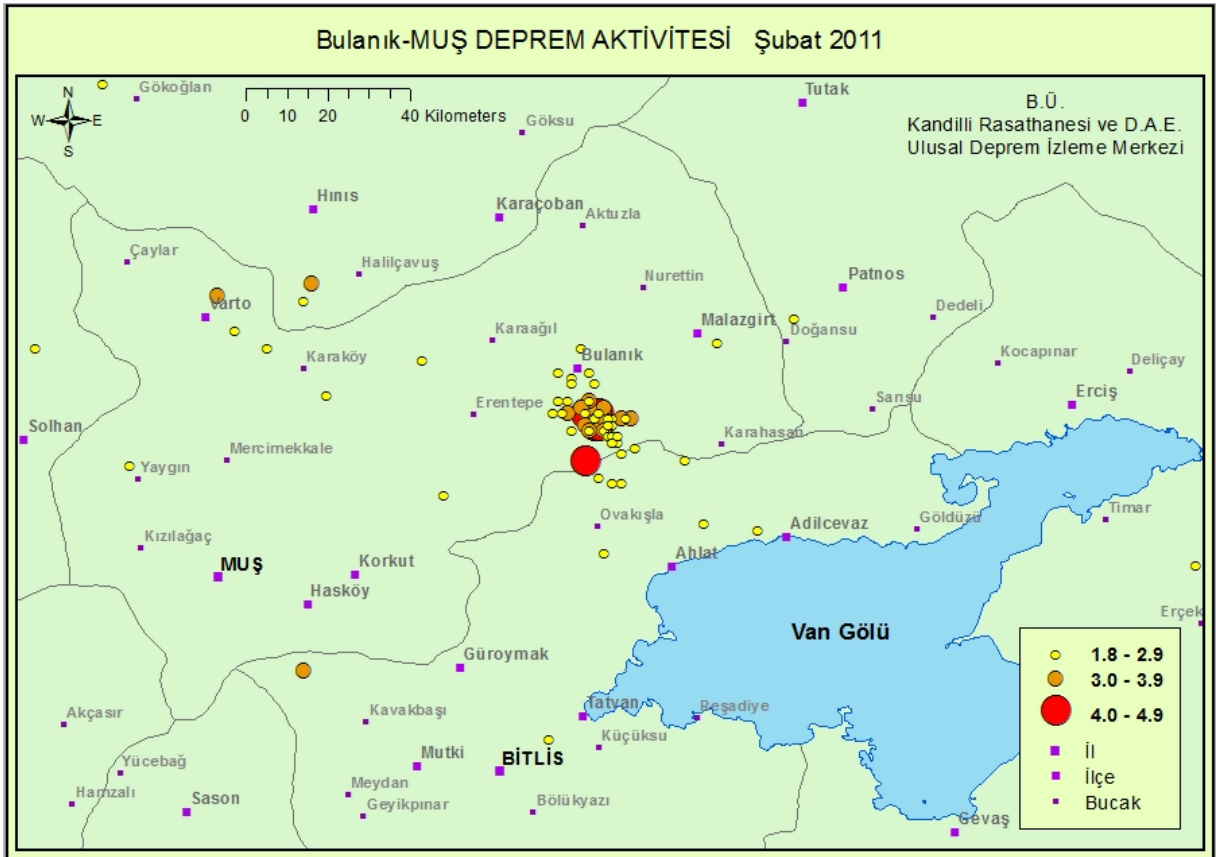 Bulanık-MUŞ DEPREM AKTİVİTESİ Şubat 2011
Gökoğlan
Tutak
N
W E
S
0 10 20 40 Kilometers
B.Ü.
Kandilli Rasathanesi ve D.A.E.
Ulusal Deprem İzleme Merkezi
Göksu
Hınıs
Karaçoban
Aktuzla
Çaylar
Halilçavuş
Nurettin
Patnos
Varto
Dedeli
Karaağıl
Malazgirt
Doğansu
Karaköy
Bulanık
Kocapınar
Deliçay
Erentepe
Sarısu
Erciş
Solhan
Mercimekkale
Karahasan
Yaygın
Ovakışla
Adilcevaz
Göldüzü
Timar
Kızılağaç
MUŞ
Korkut
Ahlat
Hasköy
Van Gölü
Erçek
Güroymak
1.8 - 2.9
3.0 - 3.9
4.0 - 4.9
İl
İlçe
Bucak
Akçasır
Kavakbaşı
Tatvan
Reşadiye
Küçüksu
Yücebağ
Mutki
BİTLİS
Hamzalı
Sason
Meydan
Geyikpınar
Bölükyazı
Gevaş